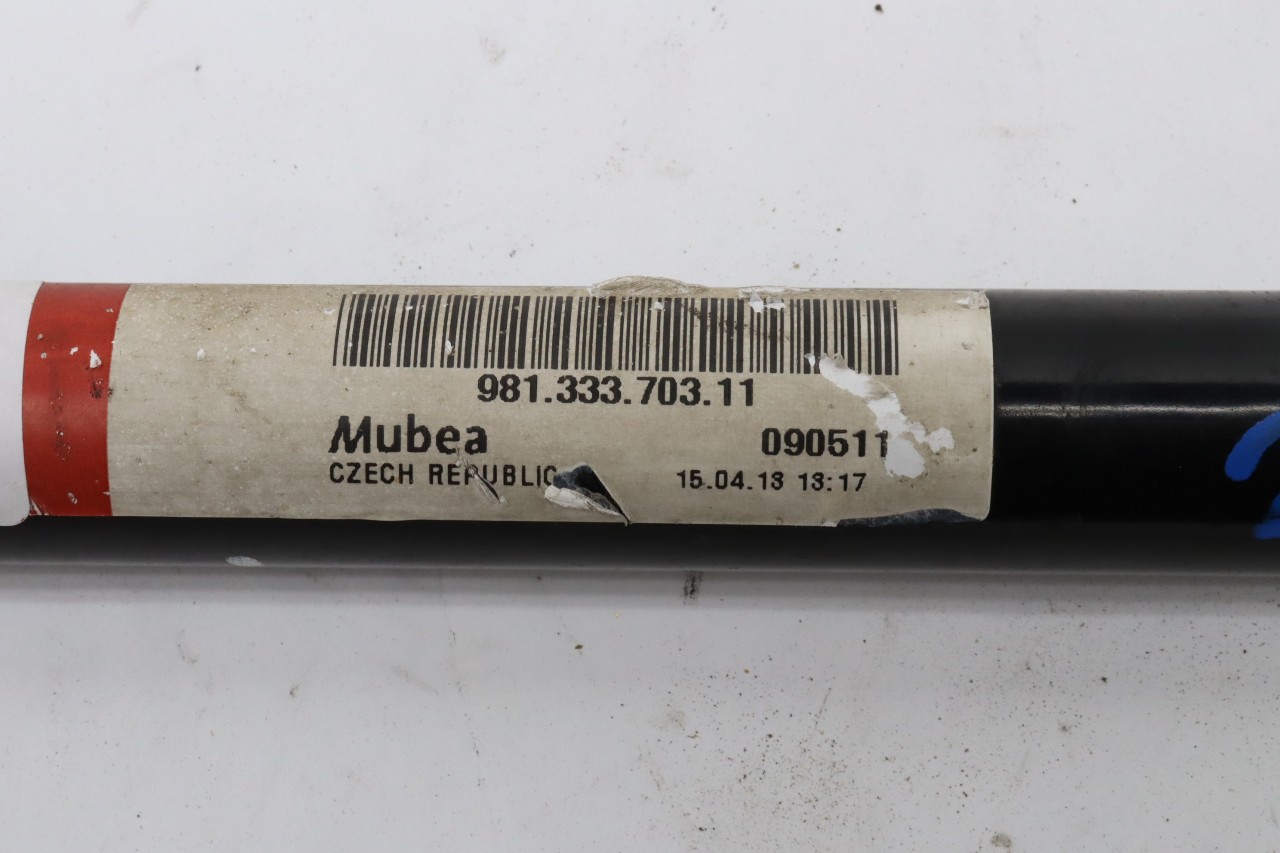 981.333.703.11
Mubea 090511
CZECH REPUBLIC 15.04.13 13:17